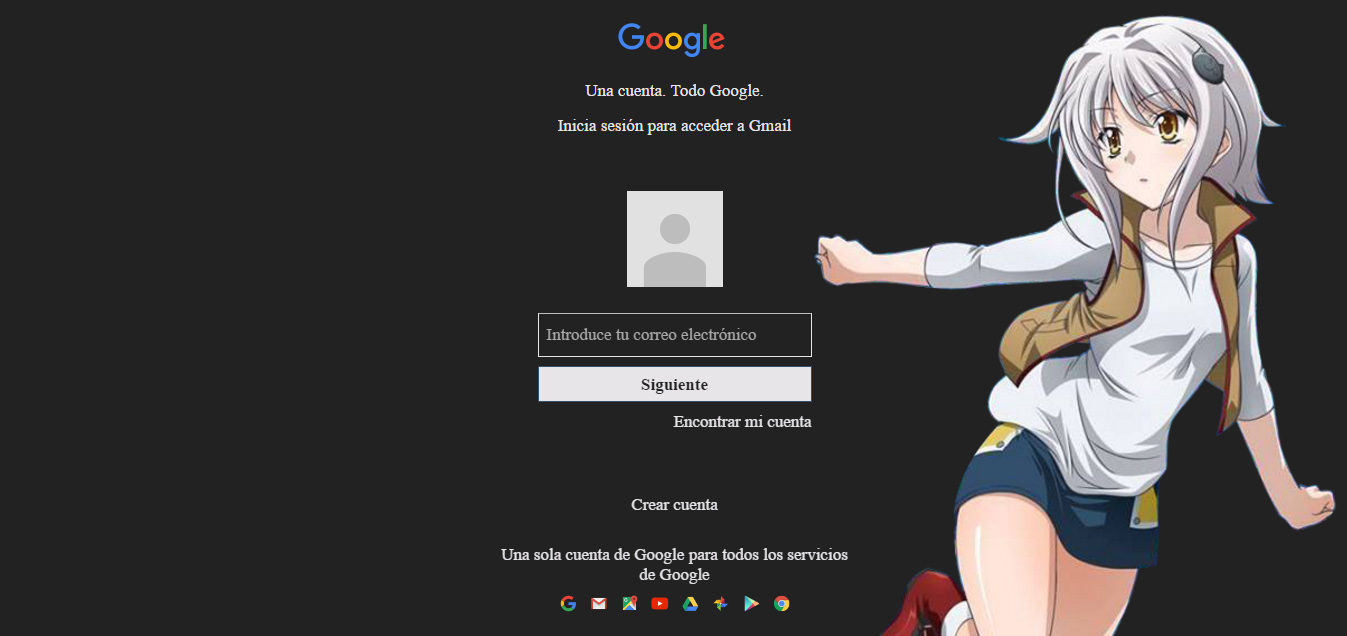 Google
Una cuenta. Todo Google.
Inicia sesión para acceder a Gmail
Introduce tu correo electrónico
Siguiente
Encontrar mi cuenta
Crear cuenta
Una sola cuenta de Google para todos los servicios
de Google